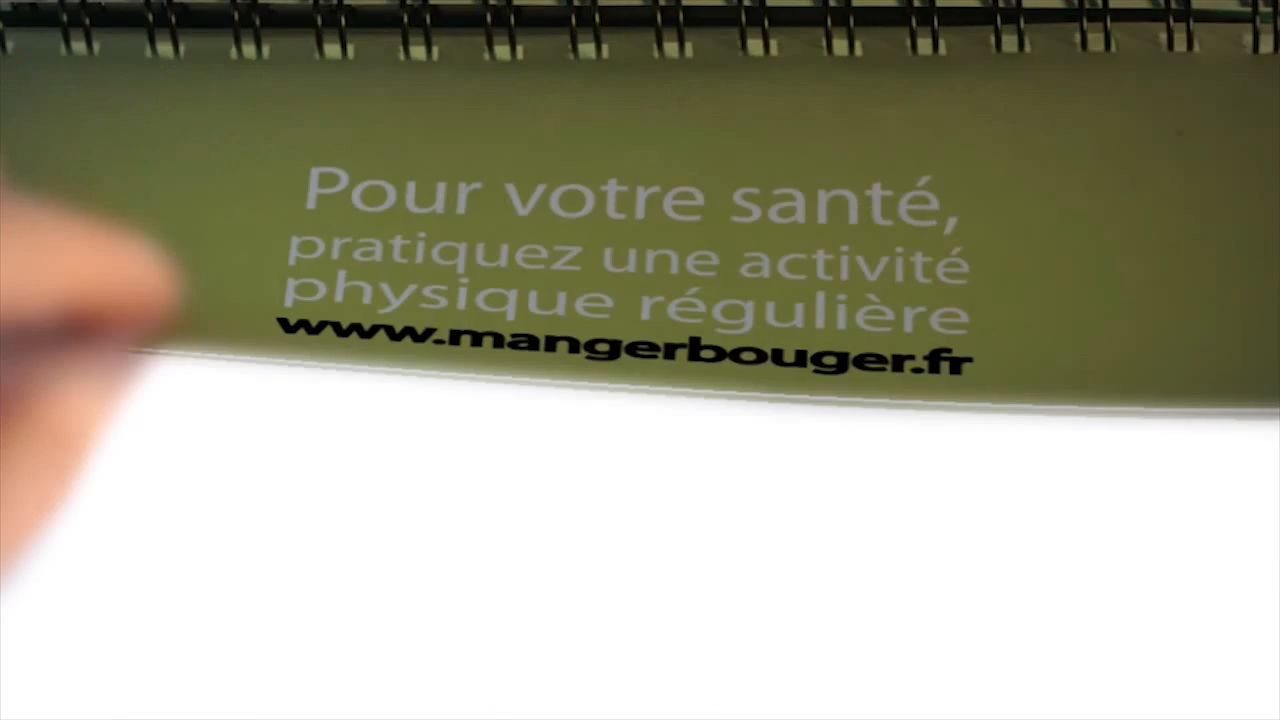 Pour votre santé,
pratiquez une activité
physique régulière
www.mangerbouger.fr